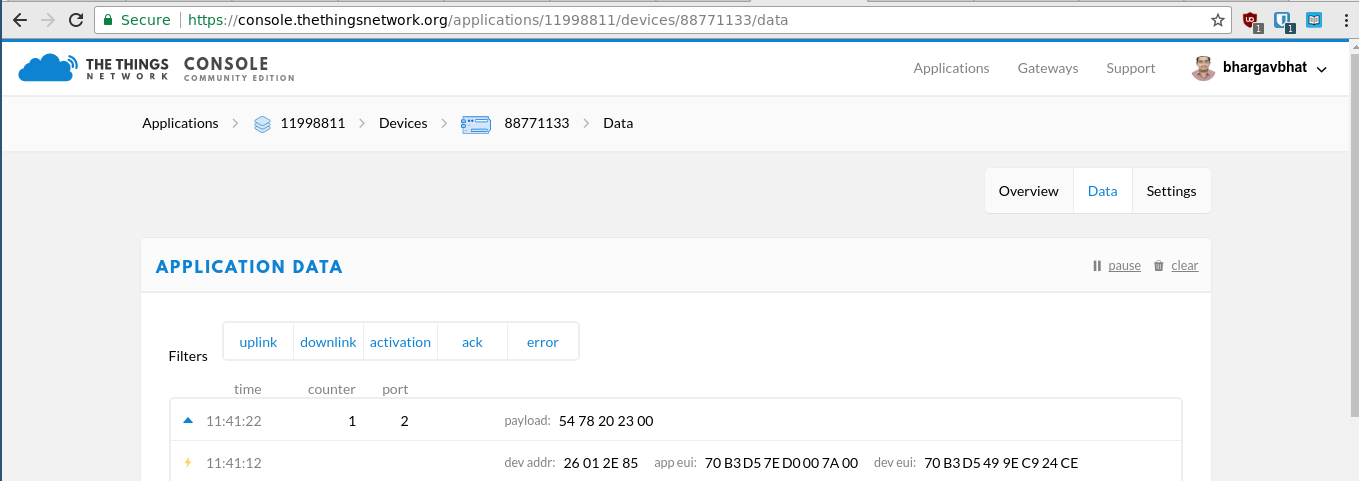 Secure https://console.thethingsnetwork.org/applications/11998811/devices/88771133/data
1 1
THE THINGS NETWORK CONSOLE COMMUNITY EDITION Applications Gateways Support bhargavbhat
Applications 11998811 Devices 88771133 Data
Overview Data Settings
APPLICATION DATA pause clear
Filters uplink downlink activation ack error
time counter port
11:41:22 1 2 payload: 54 78 20 23 00
11:41:12 dev addr: 26 01 2E 85 app eui: 70 B3 D5 7E D0 00 7A 00 dev eui: 70 B3 D5 49 9E C9 24 CE